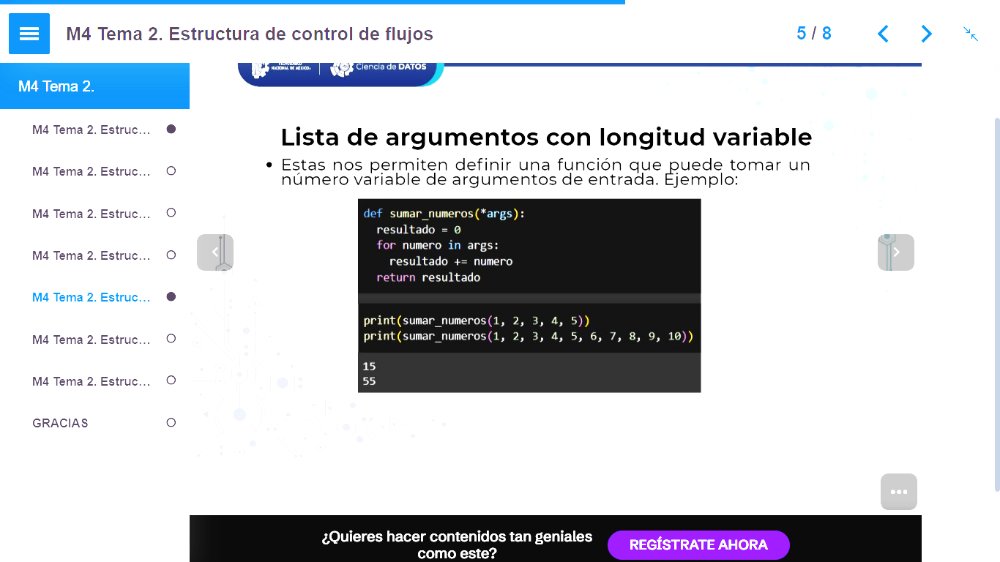 M4 Tema 2. Estructura de control de flujos
5 / 8
M4 Tema 2.
M4 Tema 2. Estruc...
M4 Tema 2. Estruc...
M4 Tema 2. Estruc...
M4 Tema 2. Estruc...
M4 Tema 2. Estruc...
M4 Tema 2. Estruc...
M4 Tema 2. Estruc...
GRACIAS
TECNOLÓGICO
NACIONAL DE MÉXICO
Ciencia de DATOS
Lista de argumentos con longitud variable
• Estas nos permiten definir una función que puede tomar un
número variable de argumentos de entrada. Ejemplo:
def sumar_numeros(*args):
  resultado = 0
  for numero in args:
    resultado += numero
  return resultado
print(sumar_numeros(1, 2, 3, 4, 5))
print(sumar_numeros(1, 2, 3, 4, 5, 6, 7, 8, 9, 10))
15
55
¿Quieres hacer contenidos tan geniales
como este?
REGÍSTRATE AHORA